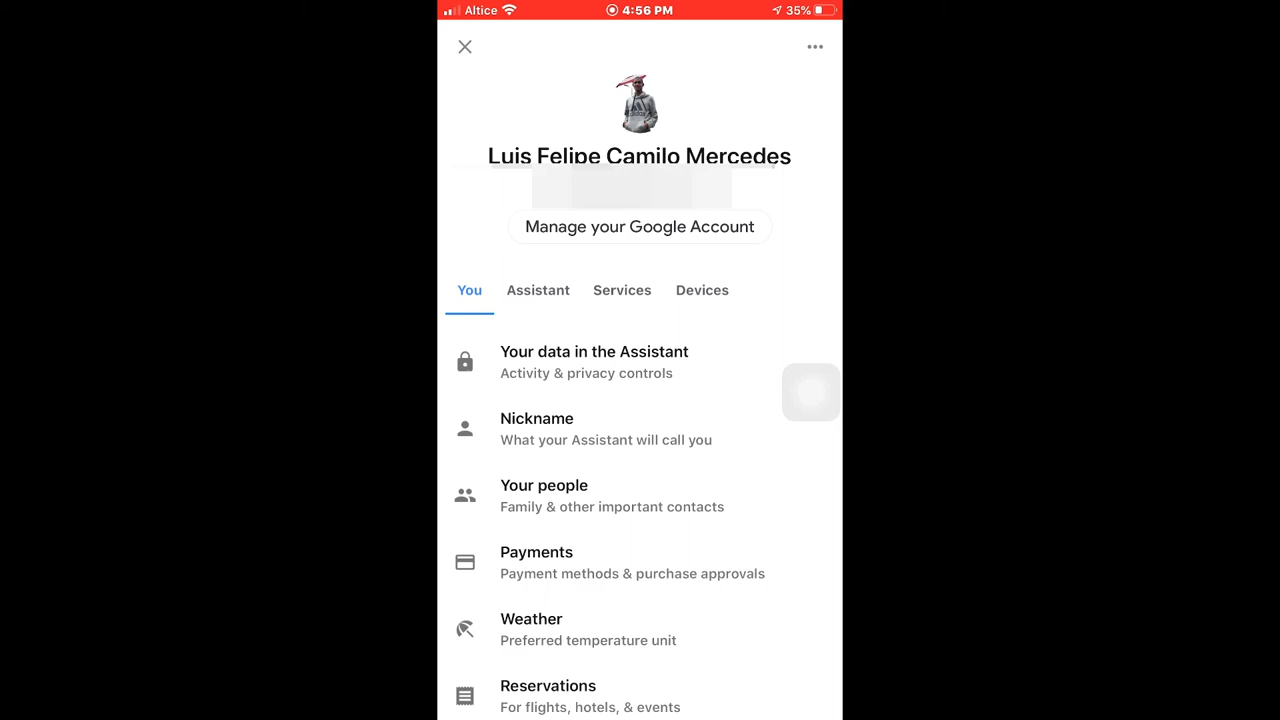 Altice 4:56 PM 35%
Luis Felipe Camilo Mercedes
Manage your Google Account
You Assistant Services Devices
Your data in the Assistant
Activity & privacy controls
Nickname
What your Assistant will call you
Your people
Family & other important contacts
Payments
Payment methods & purchase approvals
Weather
Preferred temperature unit
Reservations
For flights, hotels, & events